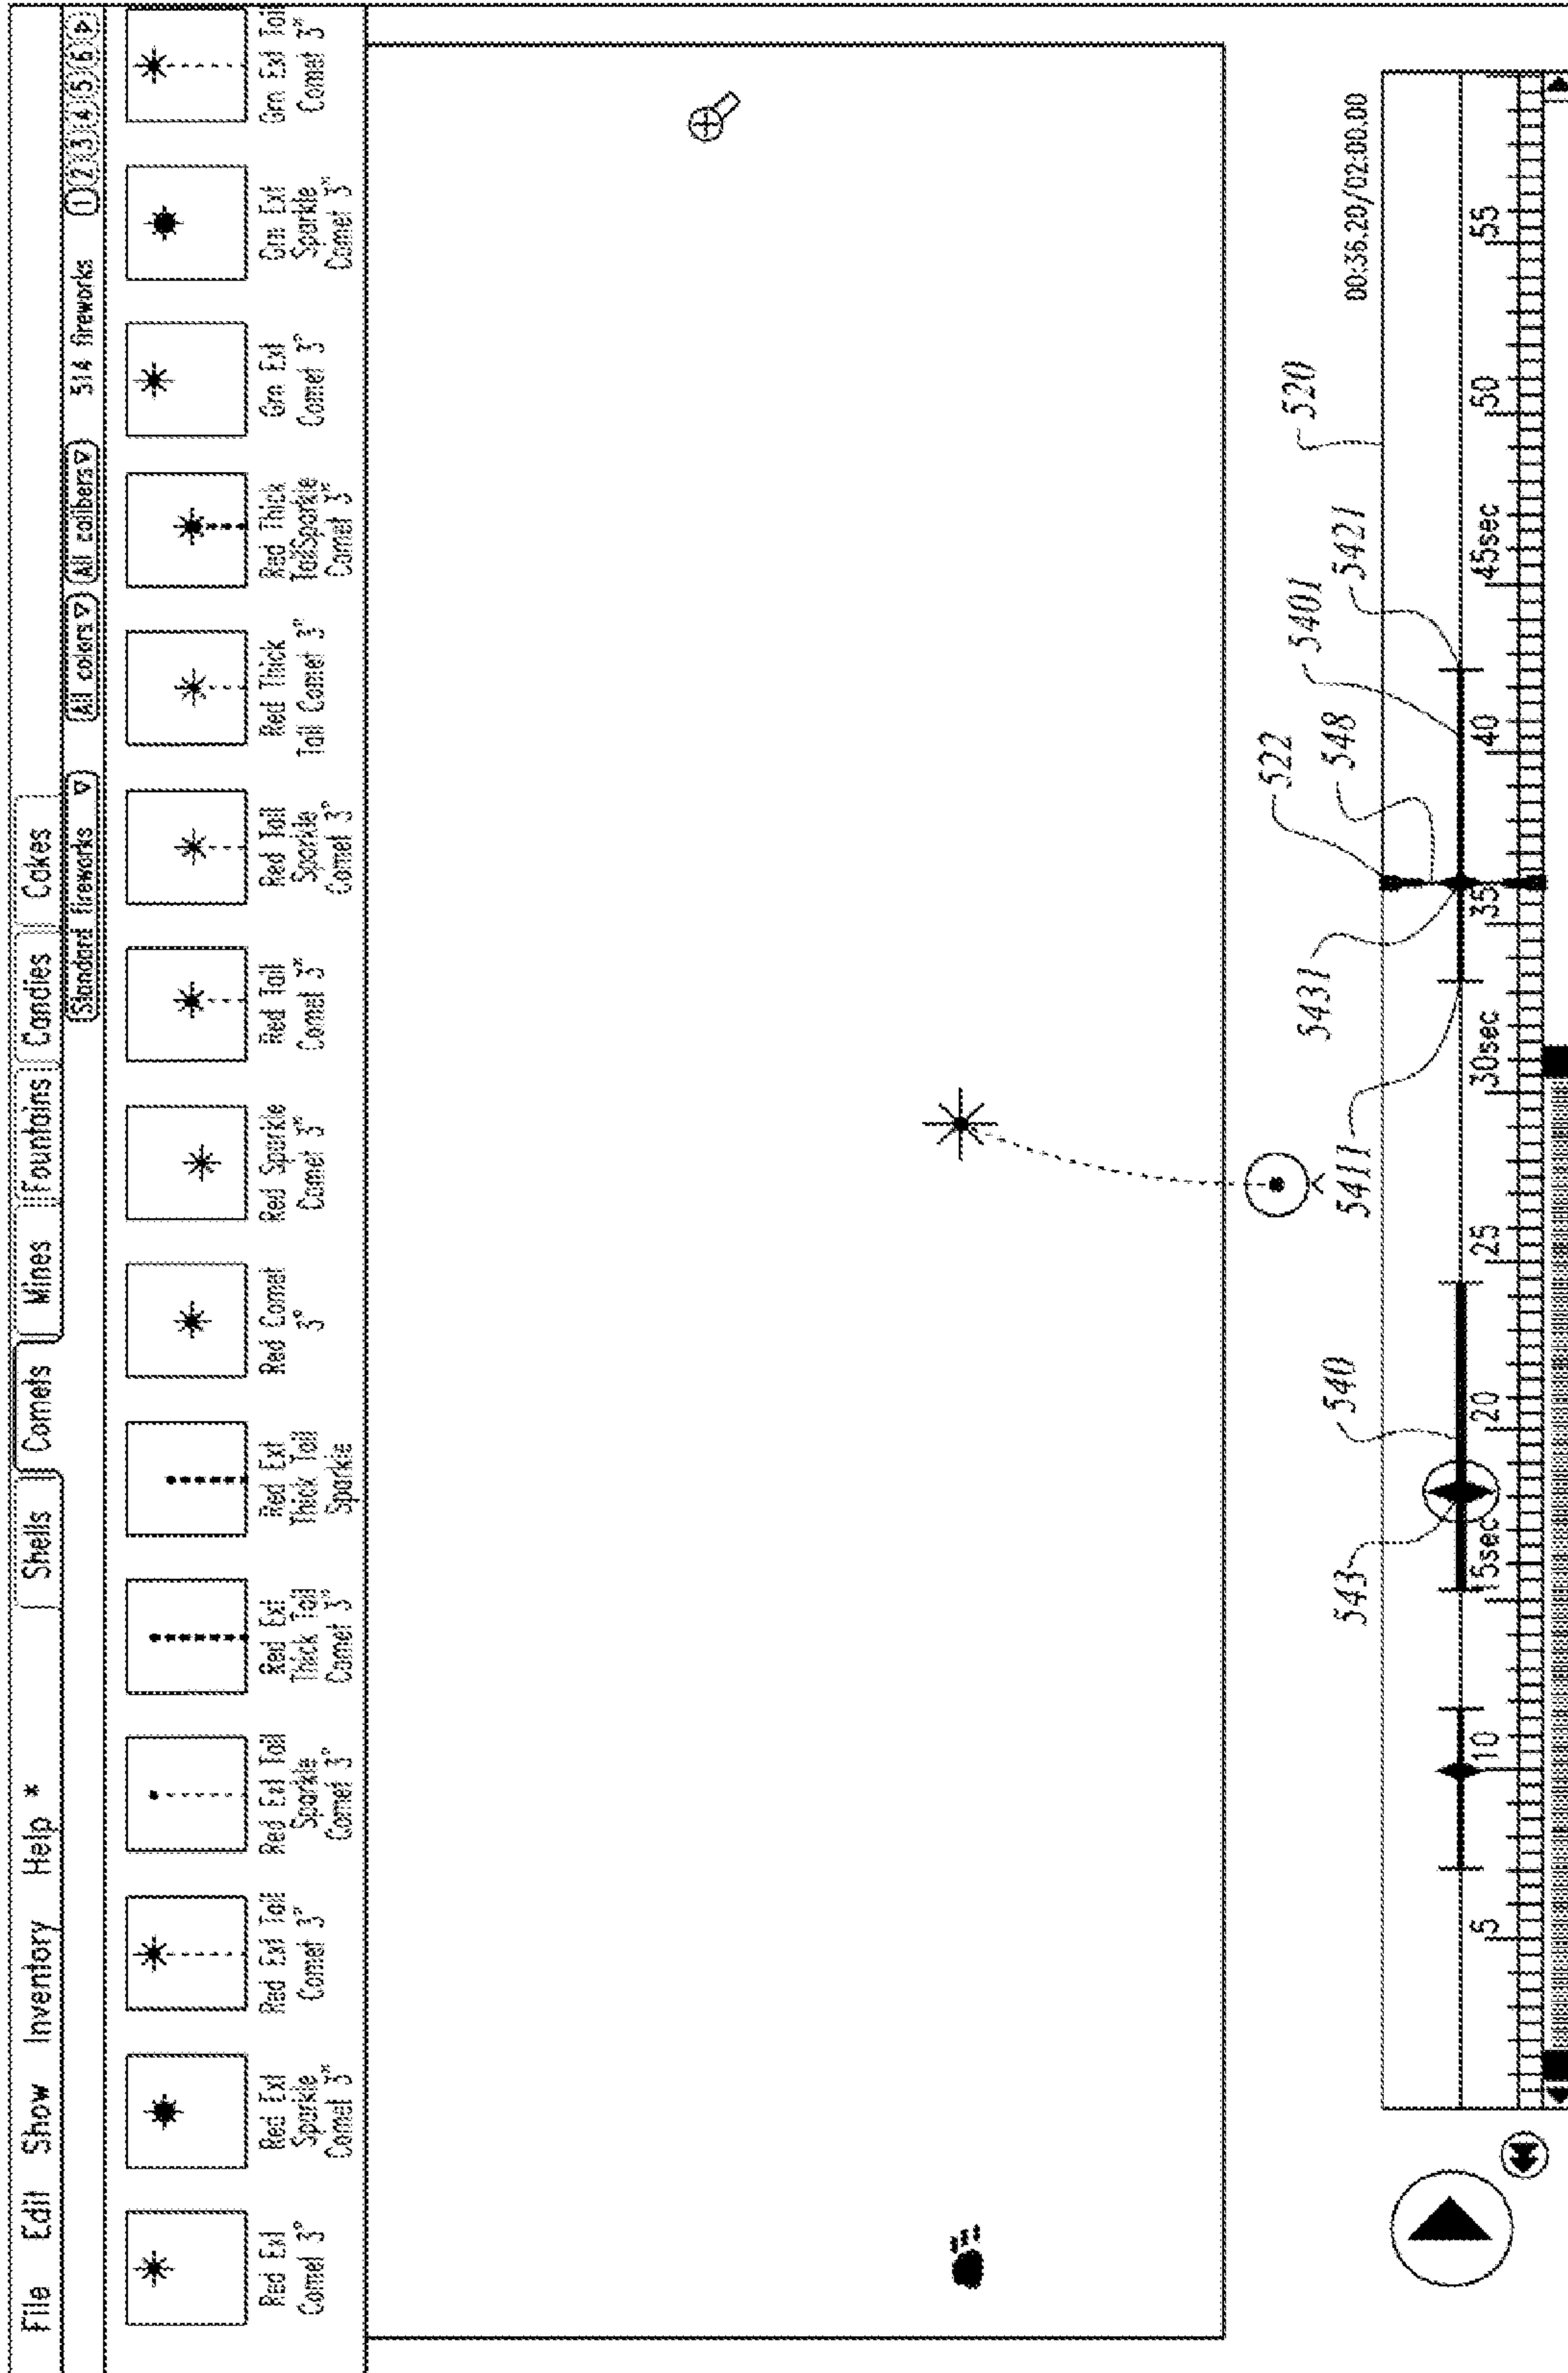 File Edit Show Inventory Help *
Shells Comets Mines Fountains Candies Cakes
Standard fireworks All colors All calibers 514 fireworks 1 2 3 4 5 6
Red Ext
Comet 3"
Red Ext
Sparkle
Comet 3"
Red Ext Tail
Comet 3"
Red Ext Tail
Sparkle
Comet 3"
Red Ext
Thick Tail
Comet 3"
Red Ext
Thick Tail
Sparkle
Red Comet
3"
Red Sparkle
Comet 3"
Red Tail
Comet 3"
Red Tail
Sparkle
Comet 3"
Red Thick
Tail Comet 3"
Red Thick
TailSparkle
Comet 3"
Grn Ext
Comet 3"
Grn Ext
Sparkle
Comet 3"
Grn Ext Tail
Comet 3"
00:36.20/02:00.00
543
540
5411
5431
522
548
5401
5421
520
5 10 15sec 20 25 30sec 35 40 45sec 50 55